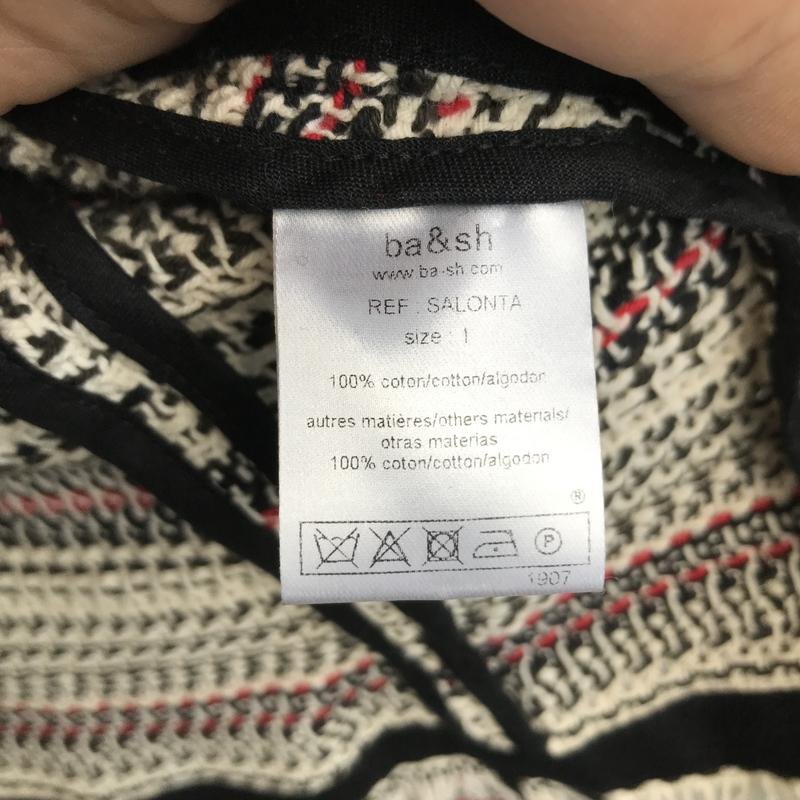 ba&sh
www.ba-sh.com
REF : SALONTA
size : 1
100% coton/cotton/algodon
autres matières/others materials/
otras materias
100% coton/cotton/algodon
®
P
1907